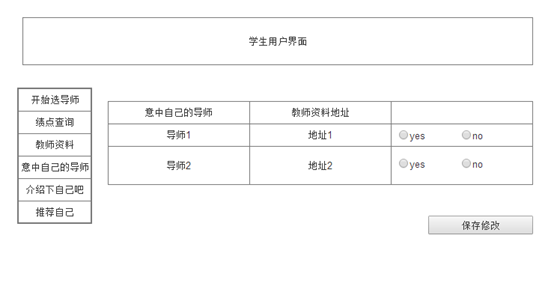 学生用户界面
开始选导师
绩点查询
教师资料
意中自己的导师
介绍下自己吧
推荐自己
意中自己的导师 教师资料地址
导师1 地址1 yes no
导师2 地址2 yes no
保存修改